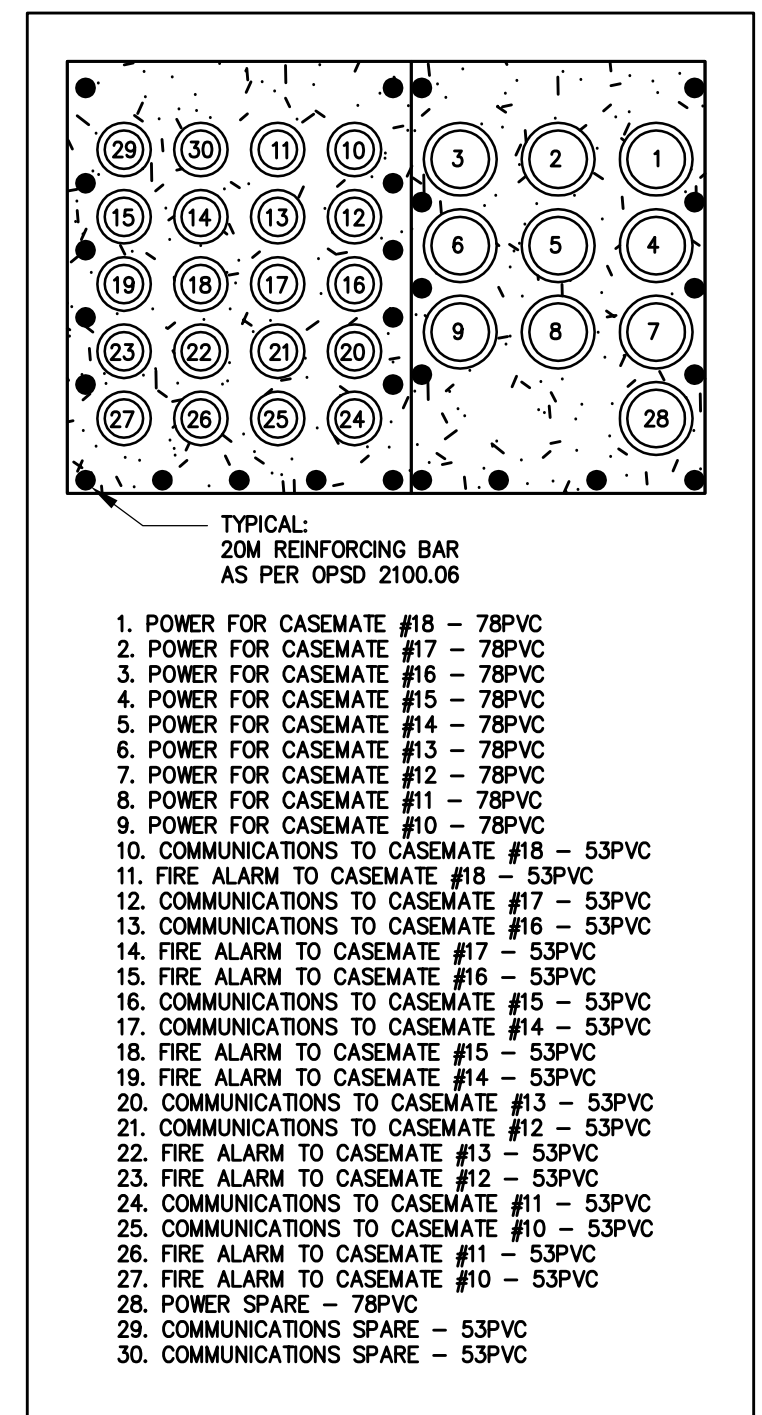 29 30 11 10 3 2 1
15 14 13 12 6 5 4
19 18 17 16 9 8 7
23 22 21 20 28
27 26 25 24
TYPICAL:
20M REINFORCING BAR
AS PER OPSD 2100.06
1. POWER FOR CASEMATE #18 – 78PVC
2. POWER FOR CASEMATE #17 – 78PVC
3. POWER FOR CASEMATE #16 – 78PVC
4. POWER FOR CASEMATE #15 – 78PVC
5. POWER FOR CASEMATE #14 – 78PVC
6. POWER FOR CASEMATE #13 – 78PVC
7. POWER FOR CASEMATE #12 – 78PVC
8. POWER FOR CASEMATE #11 – 78PVC
9. POWER FOR CASEMATE #10 – 78PVC
10. COMMUNICATIONS TO CASEMATE #18 – 53PVC
11. FIRE ALARM TO CASEMATE #18 – 53PVC
12. COMMUNICATIONS TO CASEMATE #17 – 53PVC
13. COMMUNICATIONS TO CASEMATE #16 – 53PVC
14. FIRE ALARM TO CASEMATE #17 – 53PVC
15. FIRE ALARM TO CASEMATE #16 – 53PVC
16. COMMUNICATIONS TO CASEMATE #15 – 53PVC
17. COMMUNICATIONS TO CASEMATE #14 – 53PVC
18. FIRE ALARM TO CASEMATE #15 – 53PVC
19. FIRE ALARM TO CASEMATE #14 – 53PVC
20. COMMUNICATIONS TO CASEMATE #13 – 53PVC
21. COMMUNICATIONS TO CASEMATE #12 – 53PVC
22. FIRE ALARM TO CASEMATE #13 – 53PVC
23. FIRE ALARM TO CASEMATE #12 – 53PVC
24. COMMUNICATIONS TO CASEMATE #11 – 53PVC
25. COMMUNICATIONS TO CASEMATE #10 – 53PVC
26. FIRE ALARM TO CASEMATE #11 – 53PVC
27. FIRE ALARM TO CASEMATE #10 – 53PVC
28. POWER SPARE – 78PVC
29. COMMUNICATIONS SPARE – 53PVC
30. COMMUNICATIONS SPARE – 53PVC